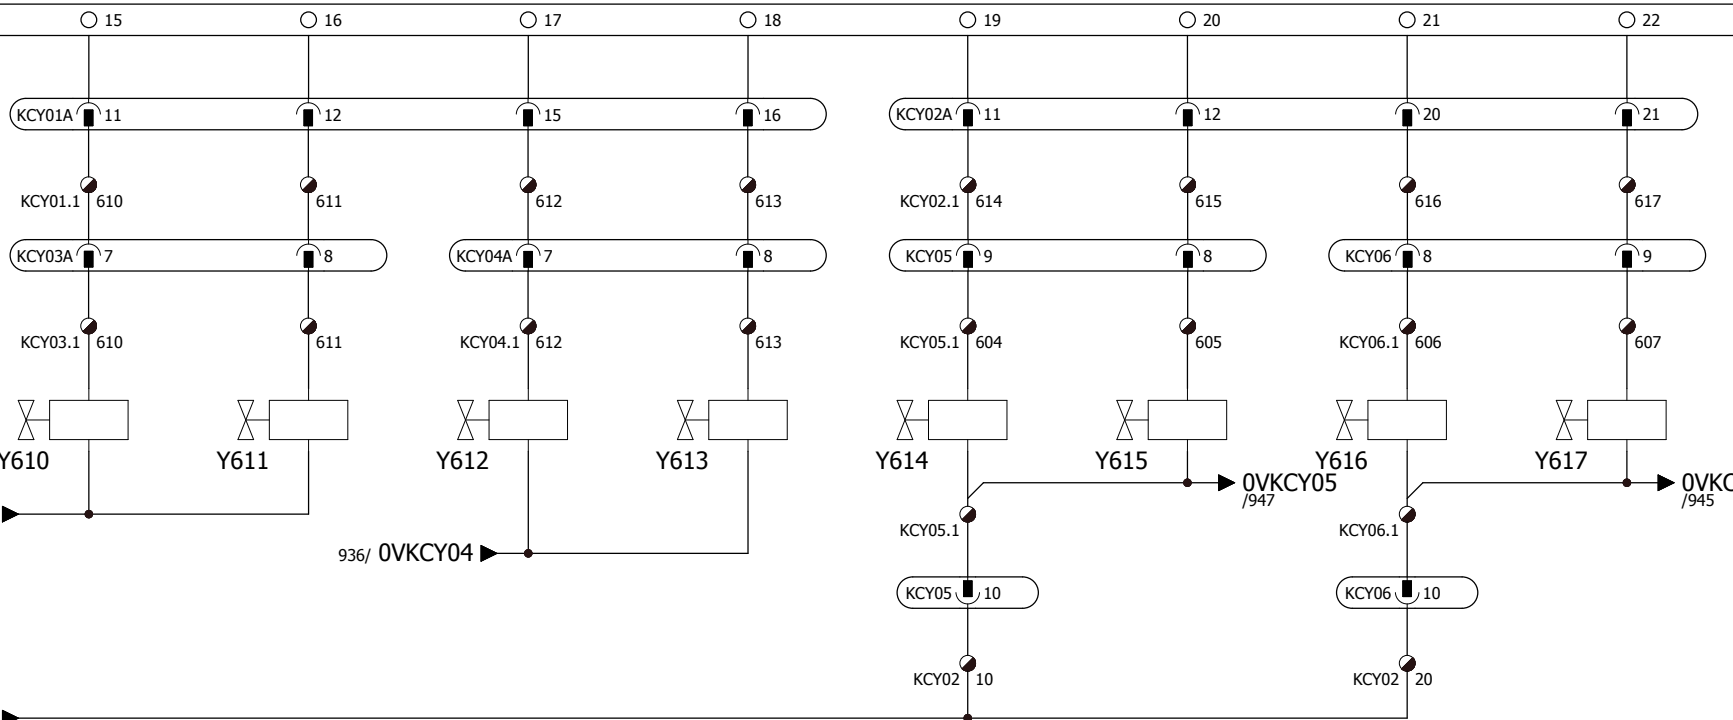 15 16 17 18 19 20 21 22
KCY01A 11 12 15 16 KCY02A 11 12 20 21
KCY01.1 610 611 612 613 KCY02.1 614 615 616 617
KCY03A 7 8 KCY04A 7 8 KCY05 9 8 KCY06 8 9
KCY03.1 610 611 KCY04.1 612 613 KCY05.1 604 605 KCY06.1 606 607
Y610 Y611 Y612 Y613 Y614 Y615 Y616 Y617
0VKCY05 0VKC
/947 /945
KCY05.1 KCY06.1
936/ 0VKCY04
KCY05 10 KCY06 10
KCY02 10 KCY02 20